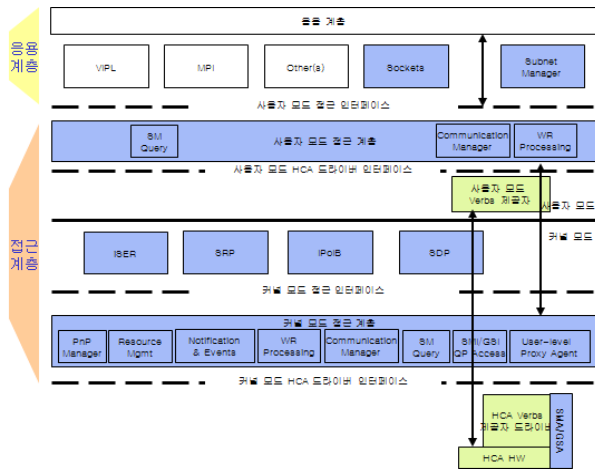 응용 계층
응용
계층
VIPL
MPI
Other(s)
Sockets
Subnet
Manager
사용자 모드 접근 인터페이스
SM
Query
사용자 모드 접근 계층
Communication
Manager
WR
Processing
사용자 모드 HCA 드라이버 인터페이스
사용자 모드
Verbs 제공자
사용자 모드
커널 모드
접근
계층
iSER
SRP
IPoIB
SDP
커널 모드 접근 인터페이스
커널 모드 접근 계층
PnP
Manager
Resource
Mgmt
Notification
& Events
WR
Processing
Communication
Manager
SM
Query
SMI/GSI
QP Access
User-level
Proxy Agent
커널 모드 HCA 드라이버 인터페이스
HCA Verbs
제공자 드라이버
SMA/GSA
HCA HW